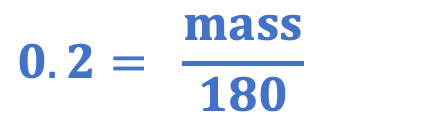 0.2 = mass / 180